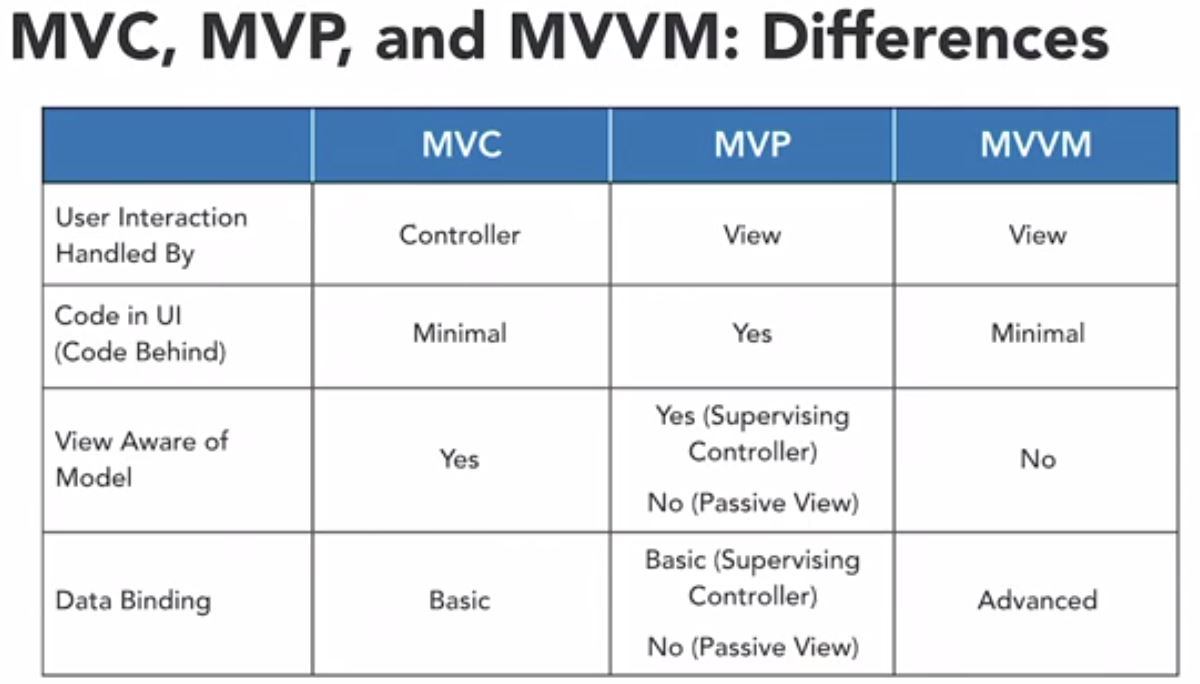 MVC, MVP, and MVVM: Differences
MVC MVP MVVM
User Interaction
Handled By
Controller
View
View
Code in UI
(Code Behind)
Minimal
Yes
Minimal
View Aware of
Model
Yes
Yes (Supervising
Controller)
No (Passive View)
No
Data Binding
Basic
Basic (Supervising
Controller)
No (Passive View)
Advanced